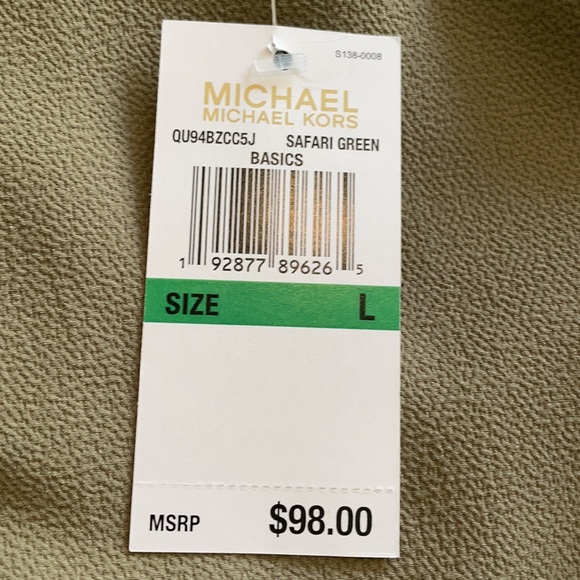 S138-0008
MICHAEL
MICHAEL KORS
QU94BZCC5J SAFARI GREEN
BASICS
1 92877 89626 5
SIZE L
MSRP $98.00